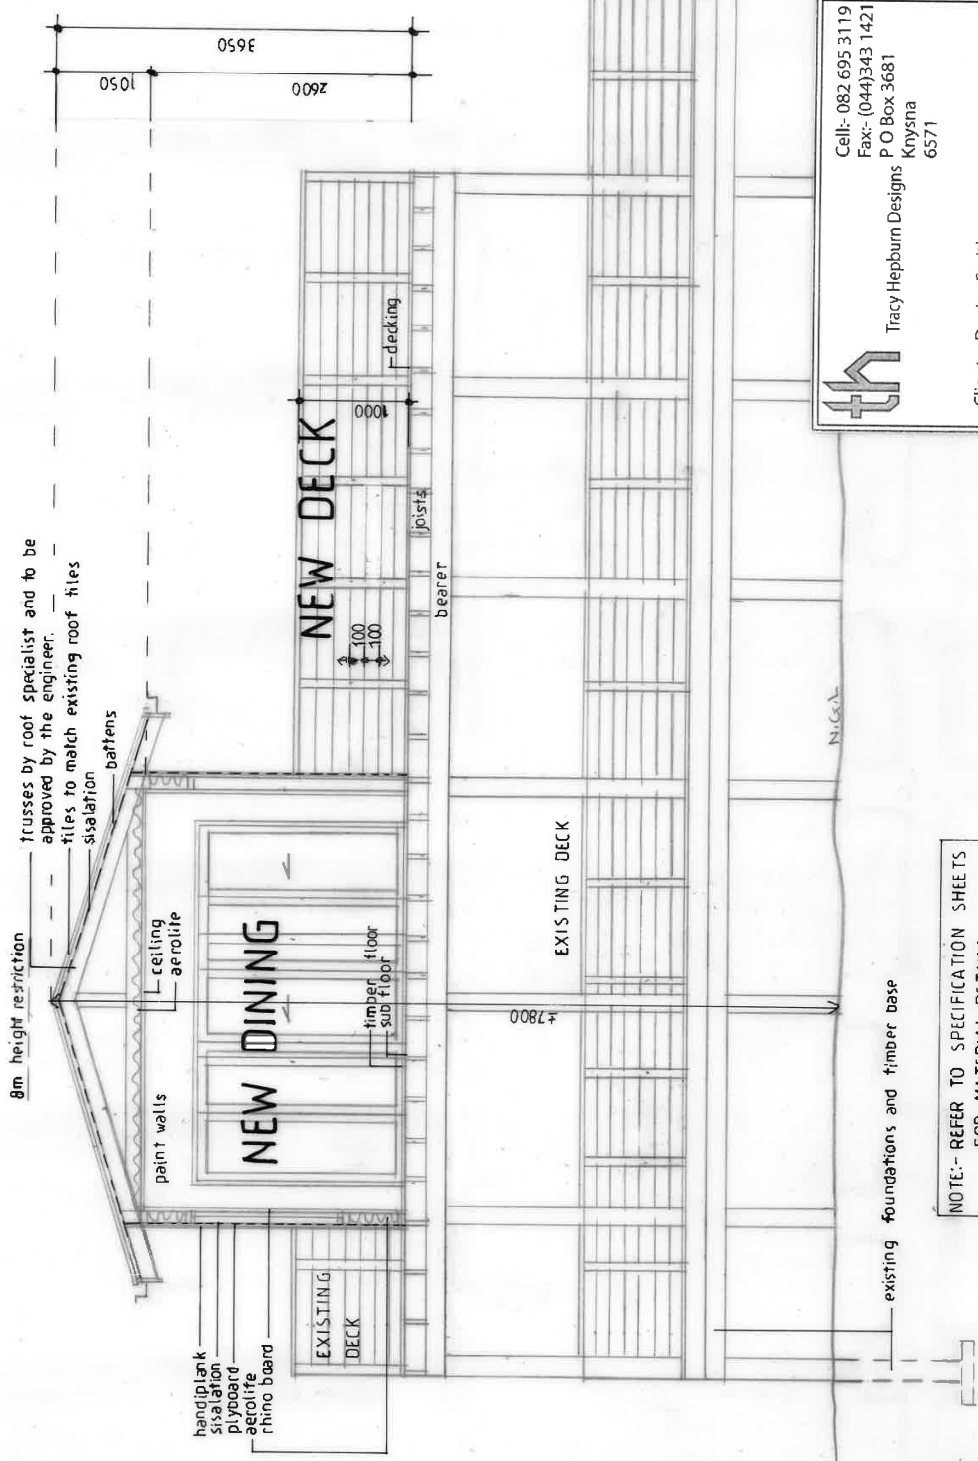 8m height restriction
trusses by roof specialist and to be
approved by the engineer.
tiles to match existing roof tiles
sisalation
battens
3650
1050
2600
ceiling
aerolite
paint walls
NEW DINING
NEW DECK
1000
decking
100
100
joists
bearer
timber floor
sub floor
handiplank
sisalation
plyboard
aerolite
rhino board
EXISTING
DECK
EXISTING DECK
±7800
N.G.L
existing foundations and timber base
NOTE:- REFER TO SPECIFICATION SHEETS
th
Tracy Hepburn Designs
Cell:- 082 695 3119
Fax:- (044)343 1421
P O Box 3681
Knysna
6571